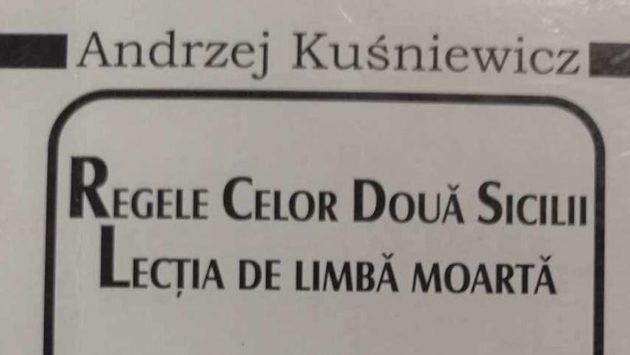 Andrzej Kuśniewicz
REGELE CELOR DOUĂ SICILII
LECȚIA DE LIMBĂ MOARTĂ